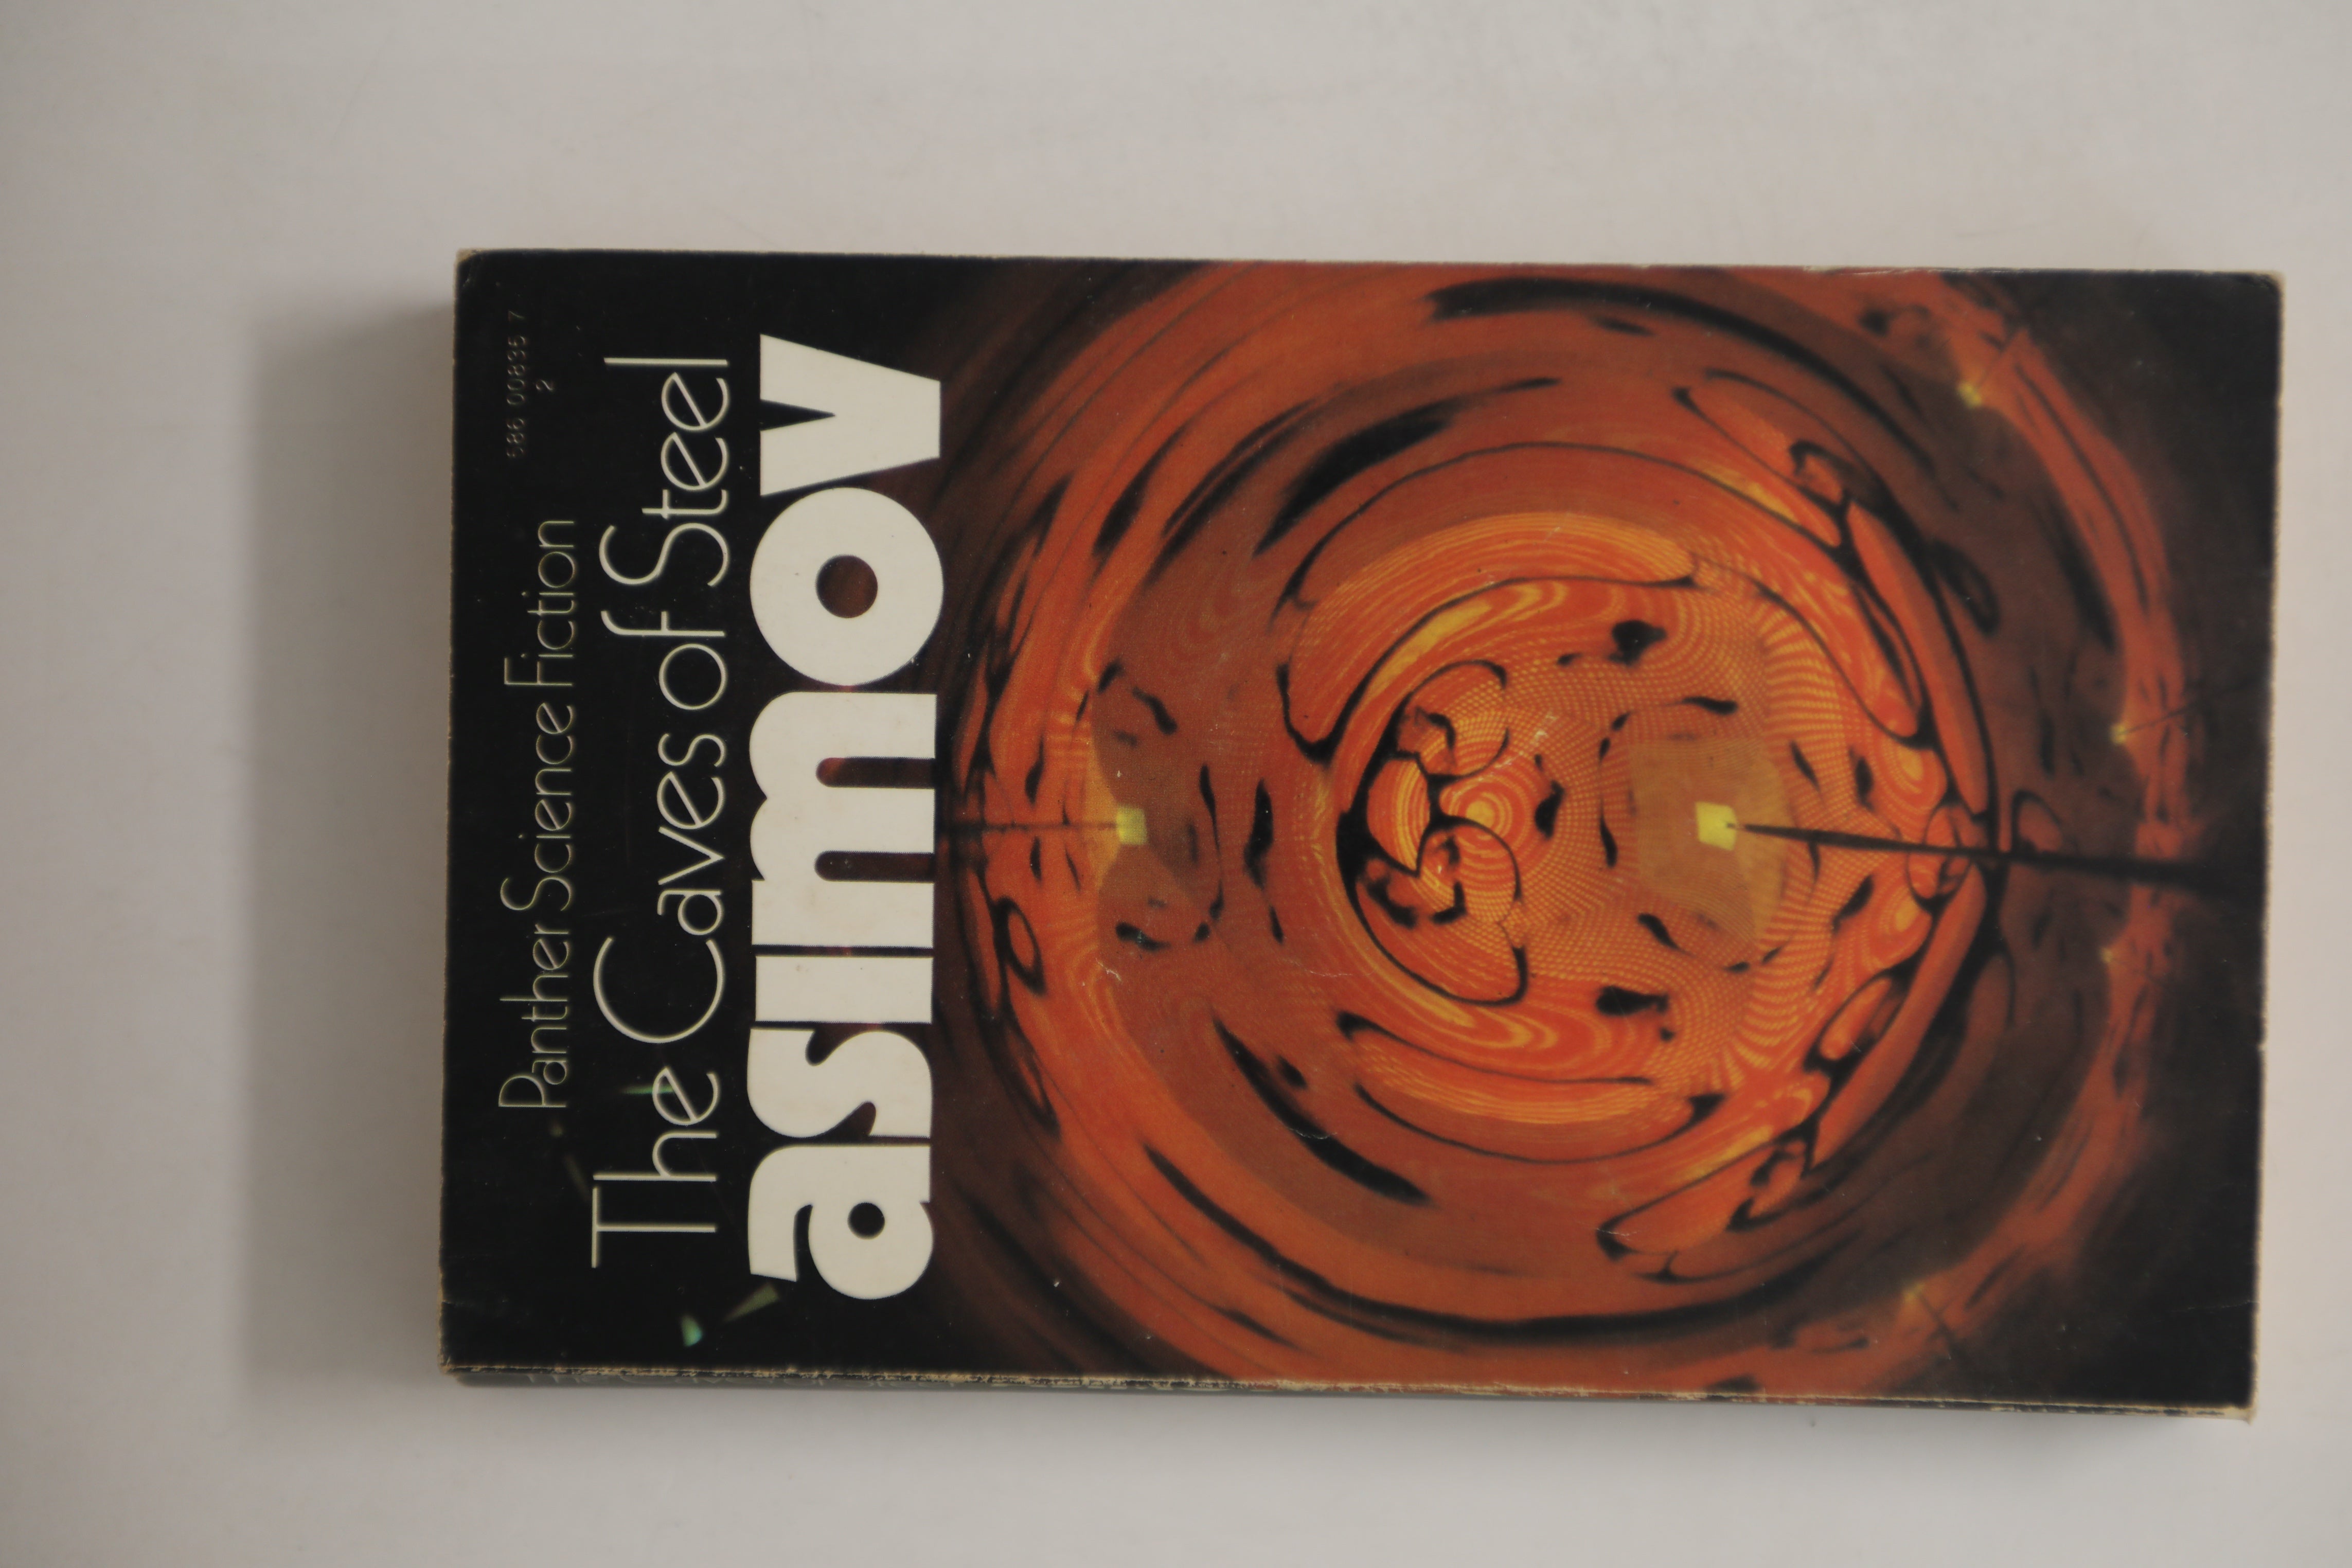 586 00835 7
2
Panther Science Fiction
The Caves of Steel
asimov